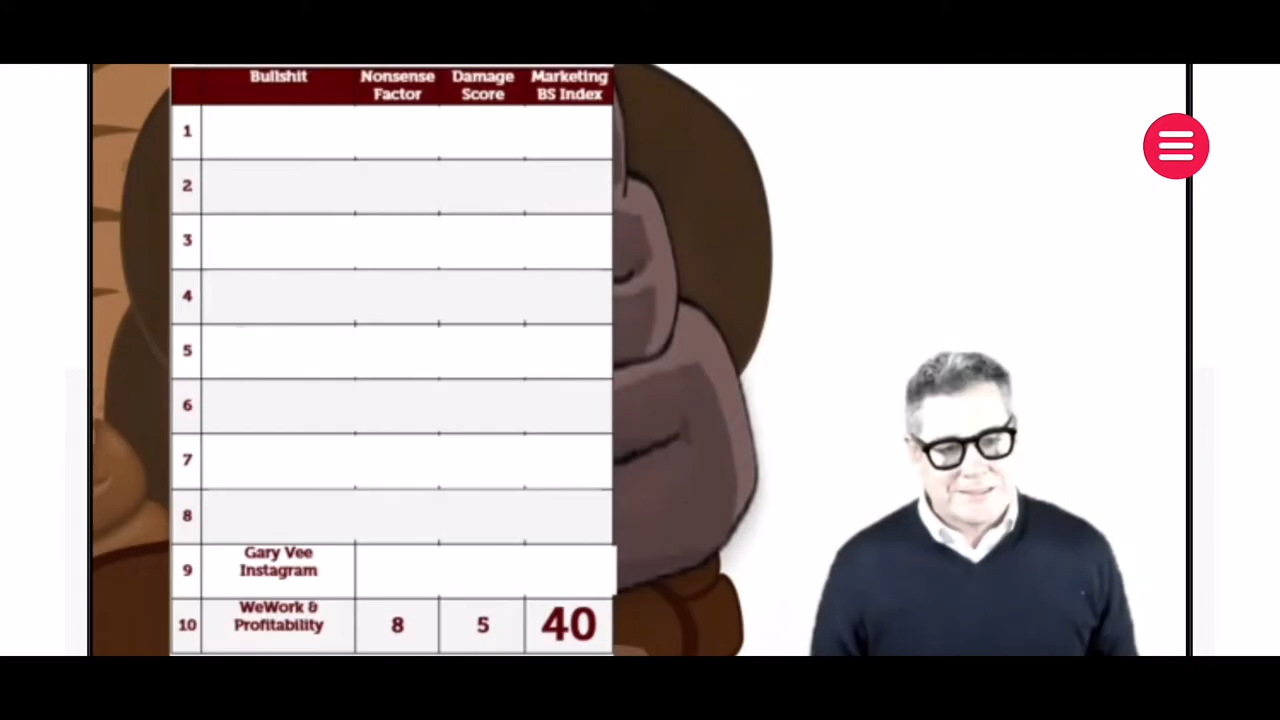 Bullshit Nonsense Factor Damage Score Marketing BS Index
1
2
3
4
5
6
7
8
9 Gary Vee Instagram
10 WeWork & Profitability 8 5 40